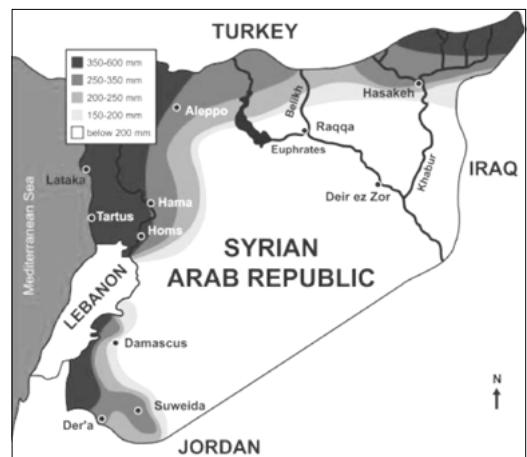 TURKEY
350-600 mm
250-350 mm
200-250 mm
150-200 mm
below 200 mm
Aleppo
Belikh
Hasakeh
Raqqa
Euphrates
IRAQ
Khabur
Lataka
Deir ez Zor
Hama
Tartus
Homs
Mediterranean Sea
SYRIAN
ARAB REPUBLIC
LEBANON
Damascus
N
Suweida
Der'a
JORDAN